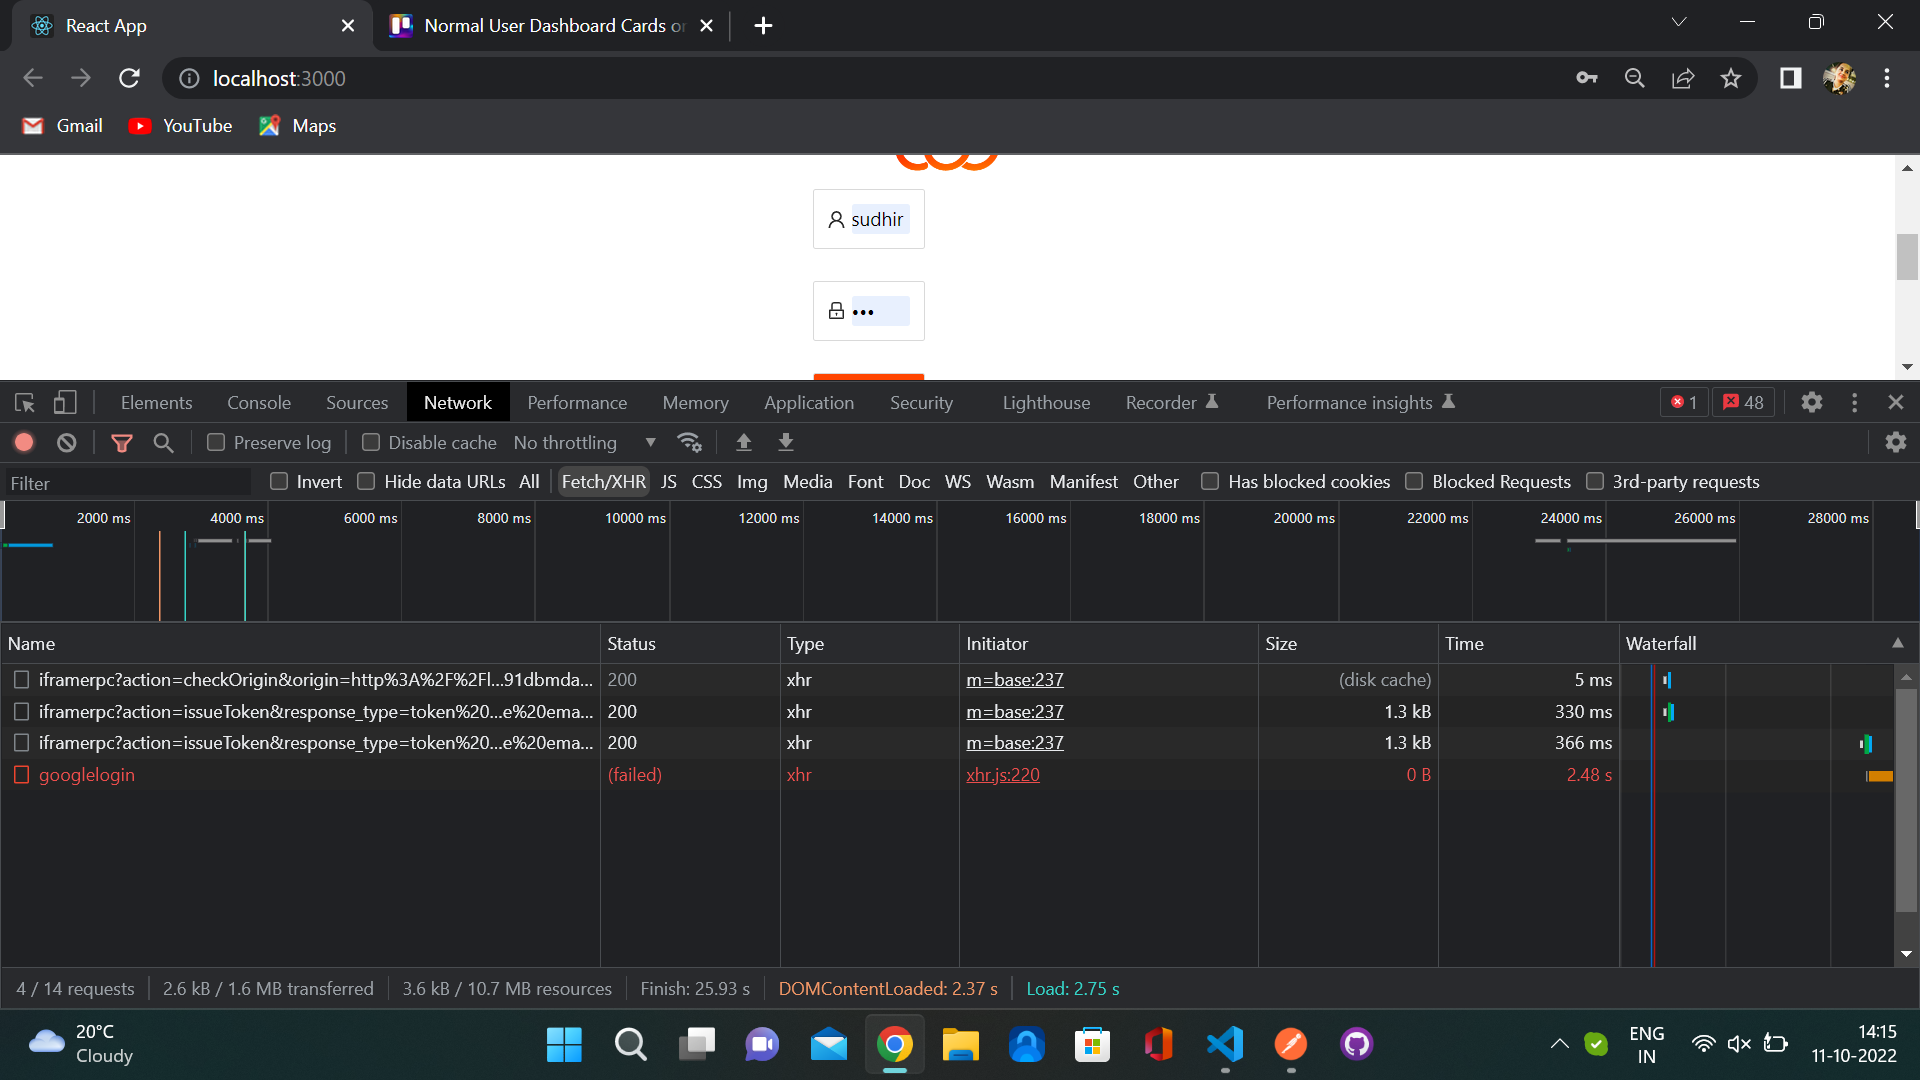 React App
Normal User Dashboard Cards or
localhost:3000
Gmail
YouTube
Maps
sudhir
•••
Elements Console Sources Network Performance Memory Application Security Lighthouse Recorder Performance insights 1 48
Preserve log Disable cache No throttling
Filter Invert Hide data URLs All Fetch/XHR JS CSS Img Media Font Doc WS Wasm Manifest Other Has blocked cookies Blocked Requests 3rd-party requests
2000 ms 4000 ms 6000 ms 8000 ms 10000 ms 12000 ms 14000 ms 16000 ms 18000 ms 20000 ms 22000 ms 24000 ms 26000 ms 28000 ms
Name Status Type Initiator Size Time Waterfall
iframerpc?action=checkOrigin&origin=http%3A%2F%2Fl...91dbmda... 200 xhr m=base:237 (disk cache) 5 ms
iframerpc?action=issueToken&response_type=token%20...e%20ema... 200 xhr m=base:237 1.3 kB 330 ms
iframerpc?action=issueToken&response_type=token%20...e%20ema... 200 xhr m=base:237 1.3 kB 366 ms
googlelogin (failed) xhr xhr.js:220 0 B 2.48 s
4 / 14 requests 2.6 kB / 1.6 MB transferred 3.6 kB / 10.7 MB resources Finish: 25.93 s DOMContentLoaded: 2.37 s Load: 2.75 s
20°C
Cloudy
ENG
IN
14:15
11-10-2022